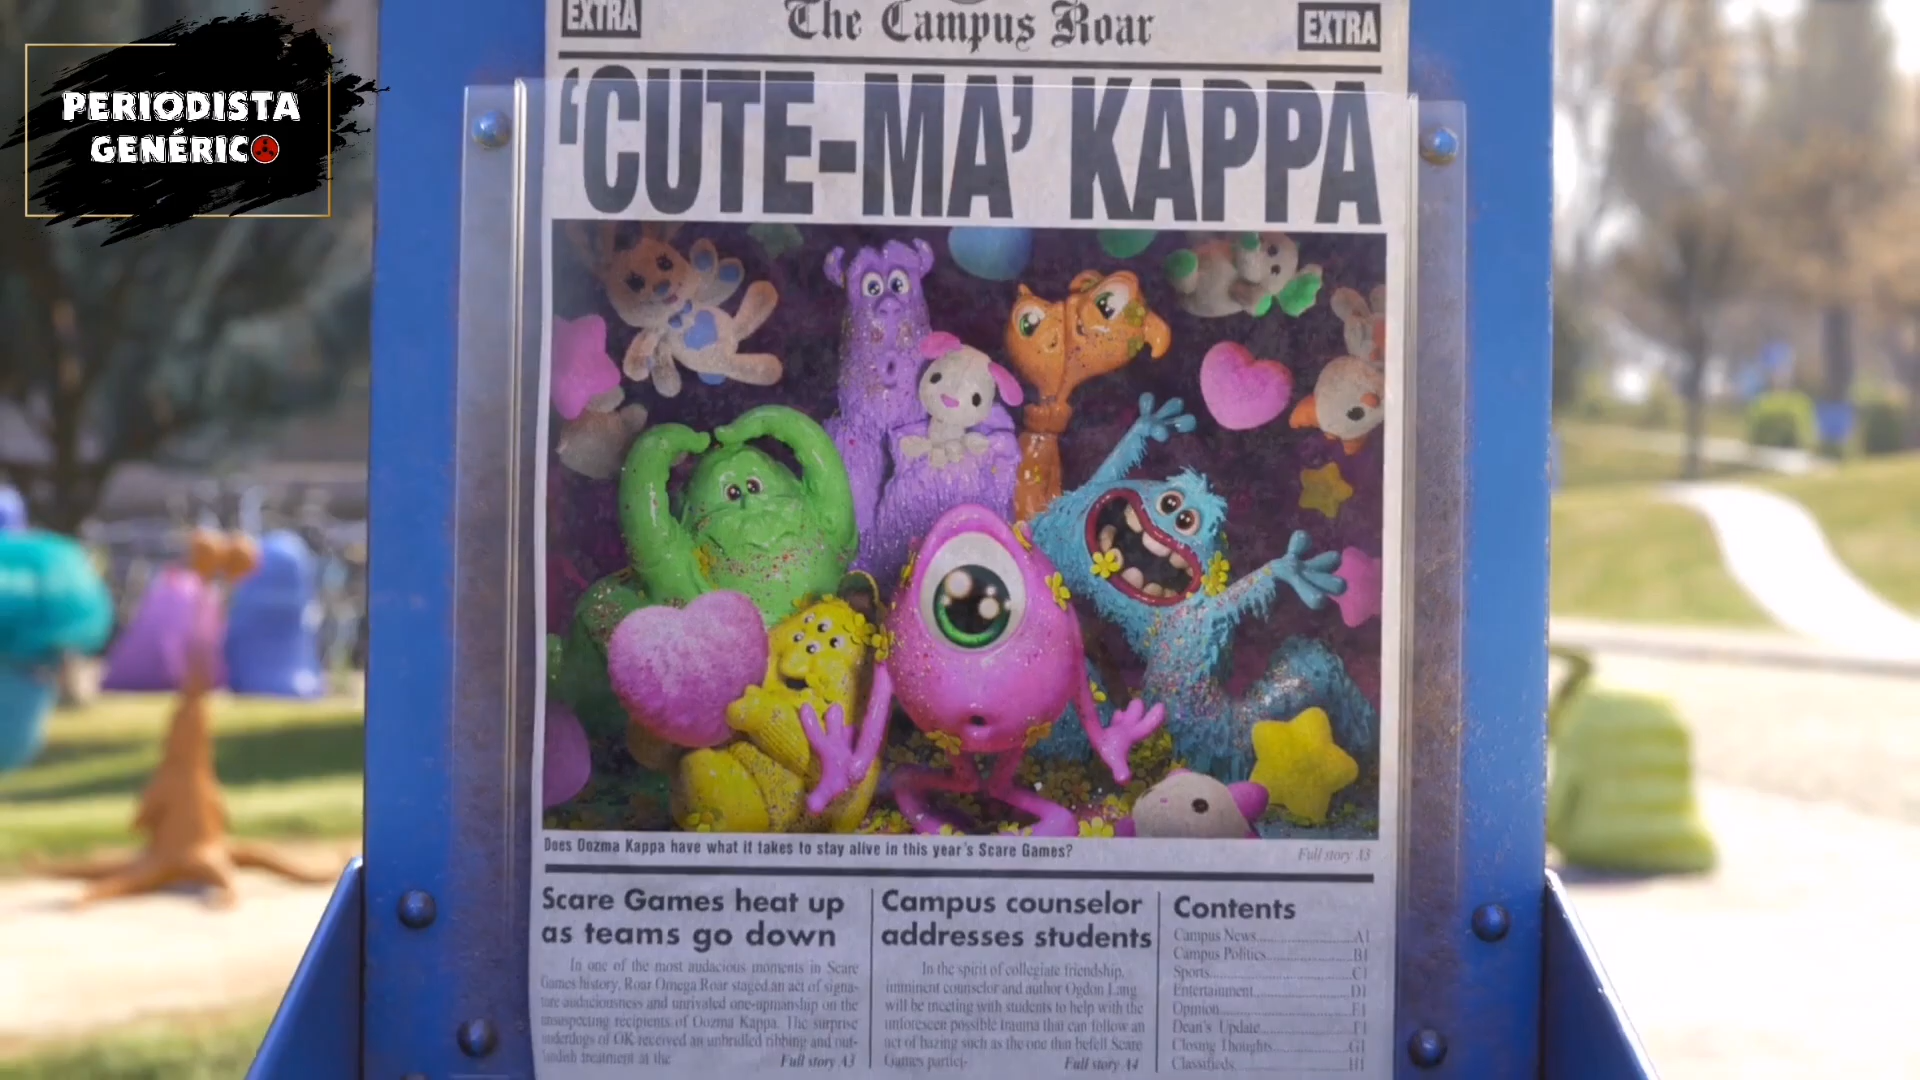 PERIODISTA
GENÉRICO
EXTRA
The Campus Roar
EXTRA
'CUTE-MA' KAPPA
Does Oozma Kappa have what it takes to stay alive in this year's Scare Games?
Full story A3
Scare Games heat up
as teams go down
In one of the most audacious moments in Scare
Games history, Roar Omega Roar staged an act of signa-
ture audaciousness and unrivaled one-upmanship on the
unsuspecting recipients of Oozma Kappa. The surprise
underdogs of OK received an unbridled ribbing and out-
landish treatment at the
Full story A3
Campus counselor
addresses students
In the spirit of collegiate friendship,
imminent counselor and author Ogdon Lang
will be meeting with students to help with the
unforeseen possible trauma that can follow an
act of hazing such as the one that befell Scare
Games partici-
Full story A4
Contents
Campus News A1
Campus Politics B1
Sports C1
Entertainment D1
Opinion E1
Dean's Update F1
Closing Thoughts G1
Classifieds H1